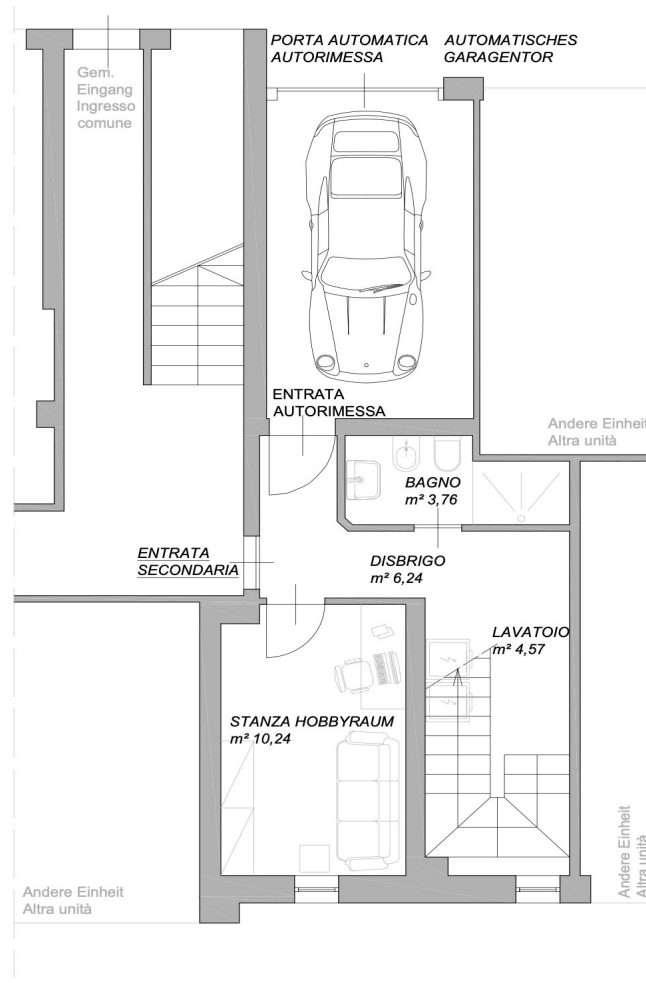 PORTA AUTOMATICA
AUTORIMESSA
AUTOMATISCHES
GARAGENTOR
Gem.
Eingang
Ingresso
comune
ENTRATA
AUTORIMESSA
Andere Einheit
Altra unità
BAGNO
m² 3,76
ENTRATA
SECONDARIA
DISBRIGO
m² 6,24
LAVATOIO
m² 4,57
STANZA HOBBYRAUM
m² 10,24
Andere Einheit
Altra unità
Andere Einheit
Altra unità